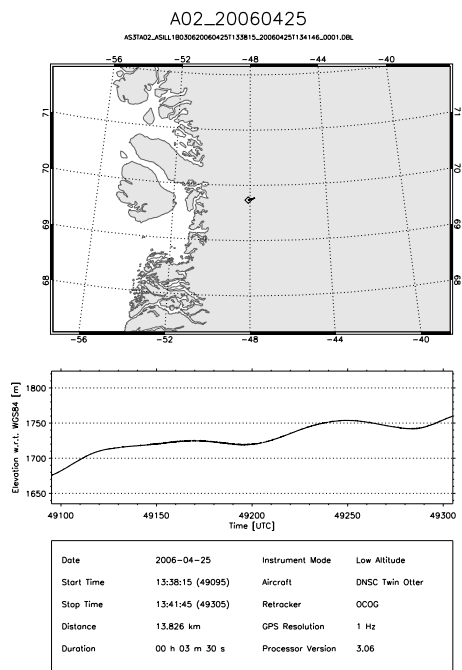 A02_20060425
AS3TA02_ASILL1B030620060425T133815_20060425T134146_0001.DBL
-56 -52 -48 -44 -40
71 71
70 70
69 69
68 68
-56 -52 -48 -44 -40
Elevation w.r.t. WGS84 [m]
1800
1750
1700
1650
49100 49150 49200 49250 49300
Time [UTC]
Date 2006-04-25 Instrument Mode Low Altitude
Start Time 13:38:15 (49095) Aircraft DNSC Twin Otter
Stop Time 13:41:45 (49305) Retracker OCOG
Distance 13.826 km GPS Resolution 1 Hz
Duration 00 h 03 m 30 s Processor Version 3.06